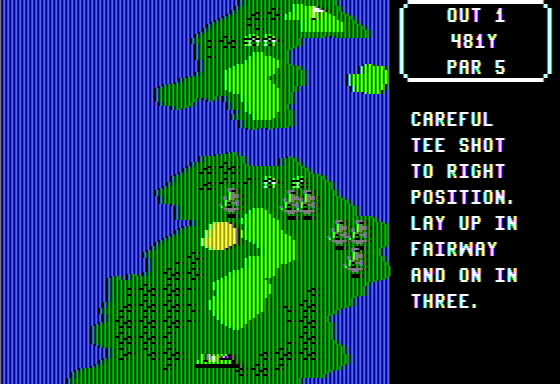 OUT 1
481Y
PAR 5
CAREFUL
TEE SHOT
TO RIGHT
POSITION.
LAY UP IN
FAIRWAY
AND ON IN
THREE.